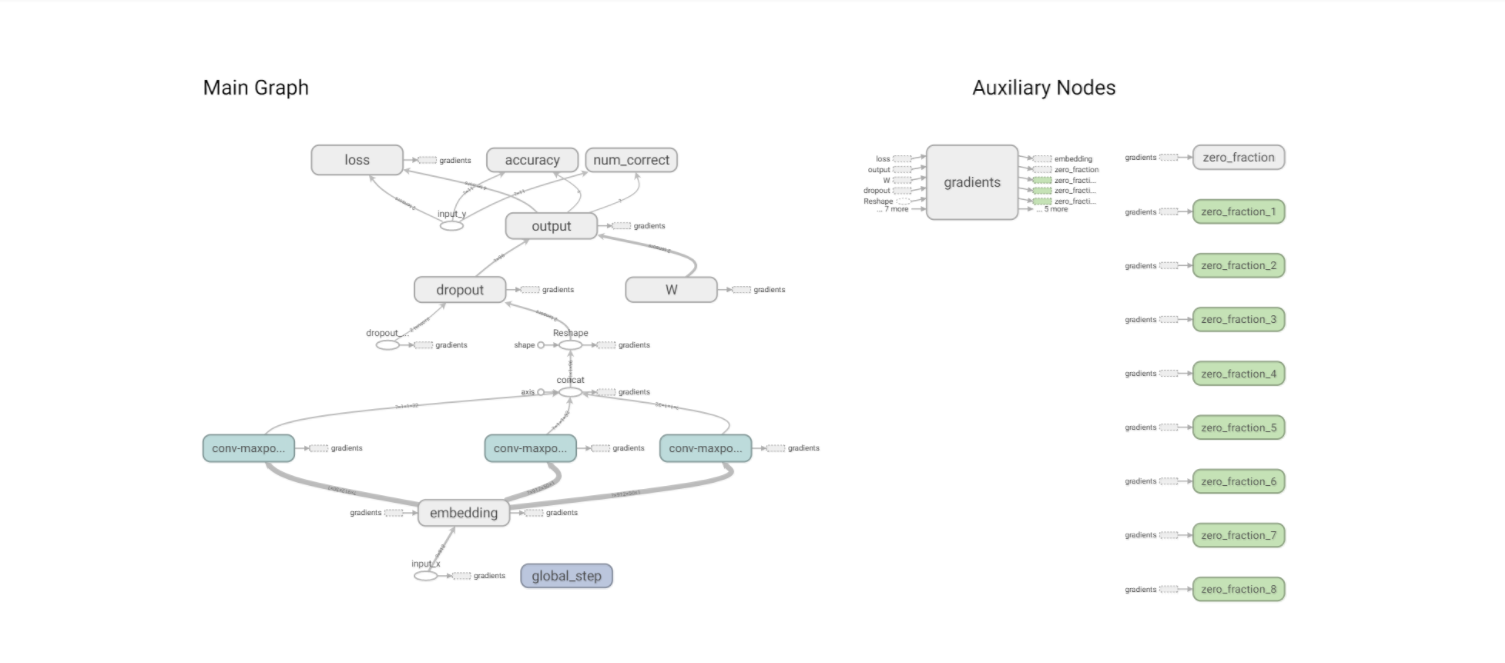 Main Graph
Auxiliary Nodes
loss
gradients
accuracy
num_correct
input_y
output
gradients
dropout
gradients
W
gradients
dropout_...
gradients
Reshape
shape
gradients
concat
axis
gradients
conv-maxpo...
gradients
conv-maxpo...
gradients
conv-maxpo...
gradients
gradients
embedding
gradients
input_x
gradients
global_step
loss
output
W
dropout
Reshape
... 7 more
gradients
embedding
zero_fraction
zero_fracti...
zero_fracti...
zero_fracti...
... 5 more
gradients
zero_fraction
gradients
zero_fraction_1
gradients
zero_fraction_2
gradients
zero_fraction_3
gradients
zero_fraction_4
gradients
zero_fraction_5
gradients
zero_fraction_6
gradients
zero_fraction_7
gradients
zero_fraction_8